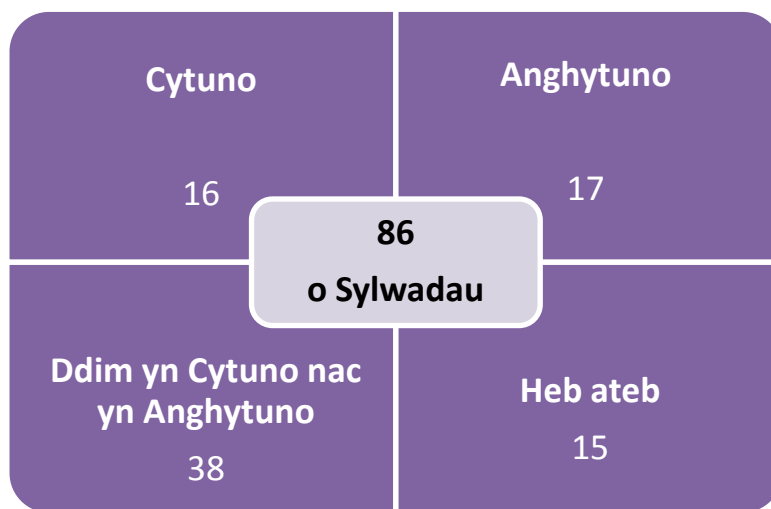 Cytuno
16
Anghytuno
17
86
o Sylwadau
Ddim yn Cytuno nac
yn Anghytuno
38
Heb ateb
15